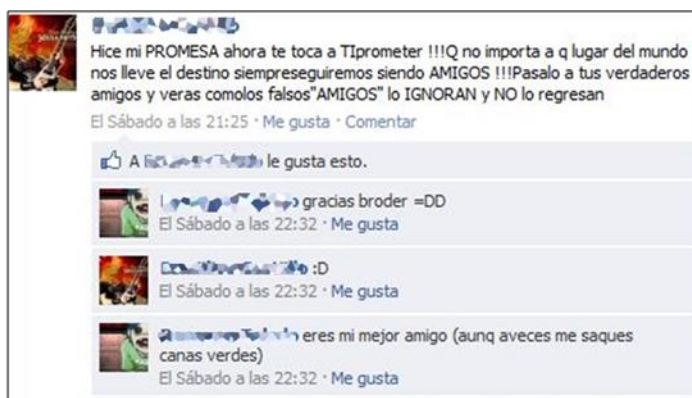 Hice mi PROMESA ahora te toca a TIprometer !!!Q no importa a q lugar del mundo
nos lleve el destino siempreseguiremos siendo AMIGOS !!!Pasalo a tus verdaderos
amigos y veras comolos falsos"AMIGOS" lo IGNORAN y NO lo regresan
El Sábado a las 21:25 · Me gusta · Comentar
A le gusta esto.
gracias broder =DD
El Sábado a las 22:32 · Me gusta
:D
El Sábado a las 22:32 · Me gusta
eres mi mejor amigo (aunq aveces me saques
canas verdes)
El Sábado a las 22:32 · Me gusta